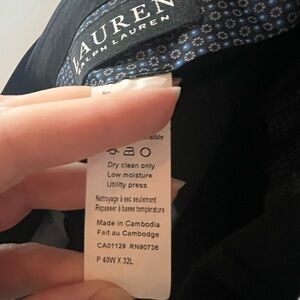 LAUREN
RALPH LAUREN
Dry clean only
Low moisture
Utility press
Nettoyage à sec seulement
Repasser à basse température
Made in Cambodia
Fait au Cambodge
CA01129 RN90736
P 40W X 32L